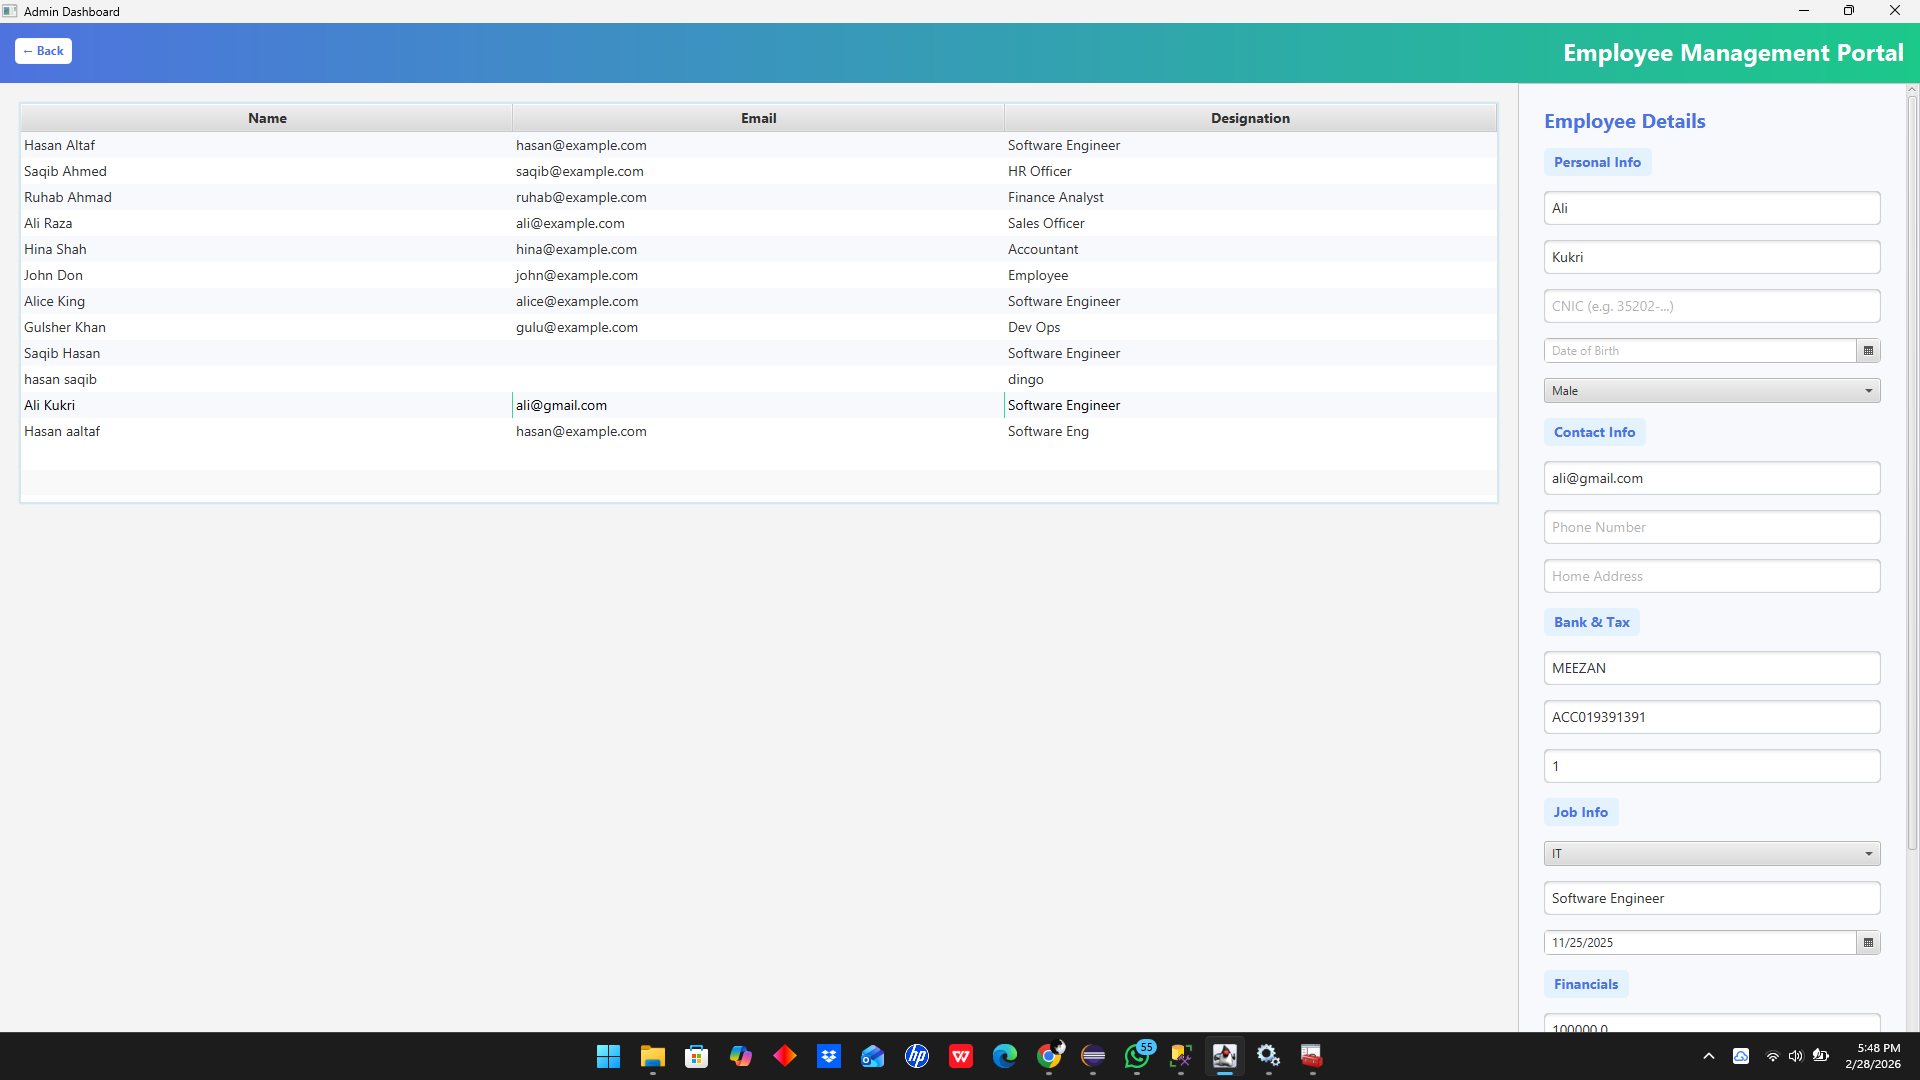 Admin Dashboard
← Back
Employee Management Portal
Name Email Designation
Hasan Altaf hasan@example.com Software Engineer
Saqib Ahmed saqib@example.com HR Officer
Ruhab Ahmad ruhab@example.com Finance Analyst
Ali Raza ali@example.com Sales Officer
Hina Shah hina@example.com Accountant
John Don john@example.com Employee
Alice King alice@example.com Software Engineer
Gulsher Khan gulu@example.com Dev Ops
Saqib Hasan Software Engineer
hasan saqib dingo
Ali Kukri ali@gmail.com Software Engineer
Hasan aaltaf hasan@example.com Software Eng
Employee Details
Personal Info
Ali
Kukri
CNIC (e.g. 35202-...)
Date of Birth
Male
Contact Info
ali@gmail.com
Phone Number
Home Address
Bank & Tax
MEEZAN
ACC019391391
1
Job Info
IT
Software Engineer
11/25/2025
Financials
100000.0
hp
W
55
5:48 PM
2/28/2026